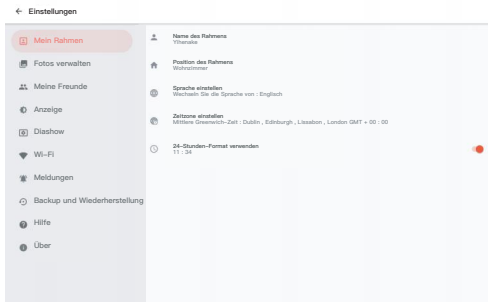 Einstellungen
Mein Rahmen
Fotos verwalten
Meine Freunde
Anzeige
Diashow
Wi-Fi
Meldungen
Backup und Wiederherstellung
Hilfe
Über
Name des Rahmens
Yihenake
Position des Rahmens
Wohnzimmer
Sprache einstellen
Wechseln Sie die Sprache von : Englisch
Zeitzone einstellen
Mittlere Greenwich-Zeit : Dublin , Edinburgh , Lissabon , London GMT + 00 : 00
24-Stunden-Format verwenden
11 : 34